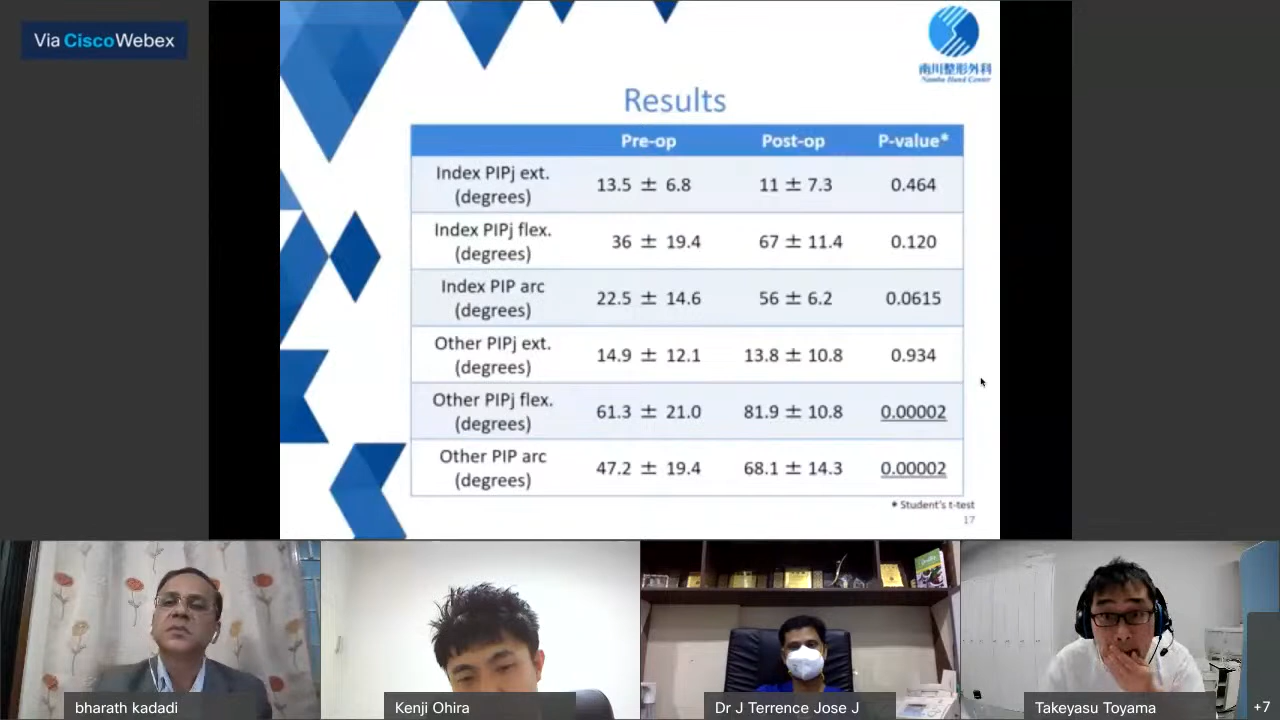 Via Cisco Webex
南川整形外科
Namba Hand Center
Results
Pre-op Post-op P-value*
Index PIPj ext. (degrees) 13.5 ± 6.8 11 ± 7.3 0.464
Index PIPj flex. (degrees) 36 ± 19.4 67 ± 11.4 0.120
Index PIP arc (degrees) 22.5 ± 14.6 56 ± 6.2 0.0615
Other PIPj ext. (degrees) 14.9 ± 12.1 13.8 ± 10.8 0.934
Other PIPj flex. (degrees) 61.3 ± 21.0 81.9 ± 10.8 0.00002
Other PIP arc (degrees) 47.2 ± 19.4 68.1 ± 14.3 0.00002
* Student's t-test
17
bharath kadadi
Kenji Ohira
Dr J Terrence Jose J
Takeyasu Toyama
+7